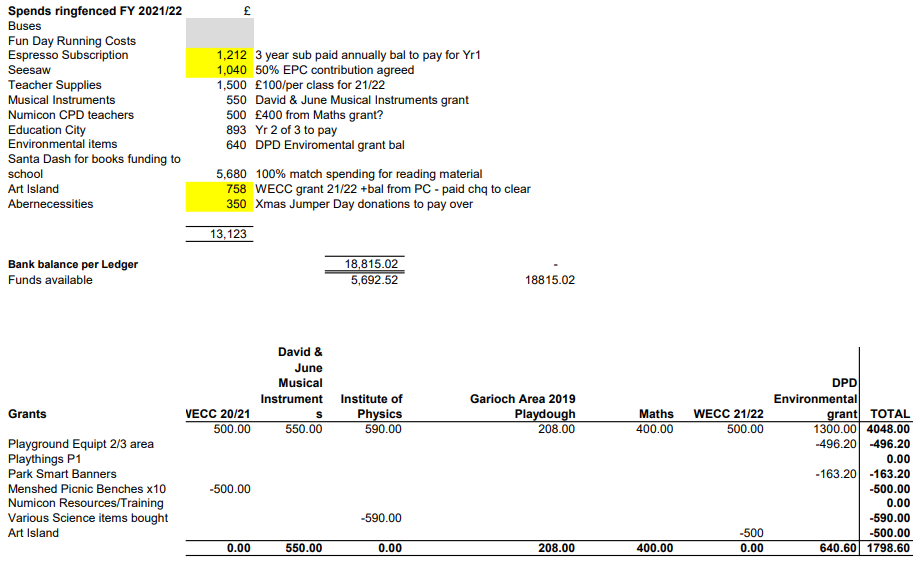 Spends ringfenced FY 2021/22 £
Buses
Fun Day Running Costs
Espresso Subscription 1,212 3 year sub paid annually bal to pay for Yr1
Seesaw 1,040 50% EPC contribution agreed
Teacher Supplies 1,500 £100/per class for 21/22
Musical Instruments 550 David & June Musical Instruments grant
Numicon CPD teachers 500 £400 from Maths grant?
Education City 893 Yr 2 of 3 to pay
Environmental items 640 DPD Enviromental grant bal
Santa Dash for books funding to
school 5,680 100% match spending for reading material
Art Island 758 WECC grant 21/22 +bal from PC - paid chq to clear
Abernecessities 350 Xmas Jumper Day donations to pay over
13,123
Bank balance per Ledger 18,815.02 -
Funds available 5,692.52 18815.02
David &
June
Musical DPD
Instrument Institute of Garioch Area 2019 Environmental
Grants WECC 20/21 s Physics Playdough Maths WECC 21/22 grant TOTAL
500.00 550.00 590.00 208.00 400.00 500.00 1300.00 4048.00
Playground Equipt 2/3 area -496.20 -496.20
Playthings P1 0.00
Park Smart Banners -163.20 -163.20
Menshed Picnic Benches x10 -500.00 -500.00
Numicon Resources/Training 0.00
Various Science items bought -590.00 -590.00
Art Island -500 -500.00
0.00 550.00 0.00 208.00 400.00 0.00 640.60 1798.60